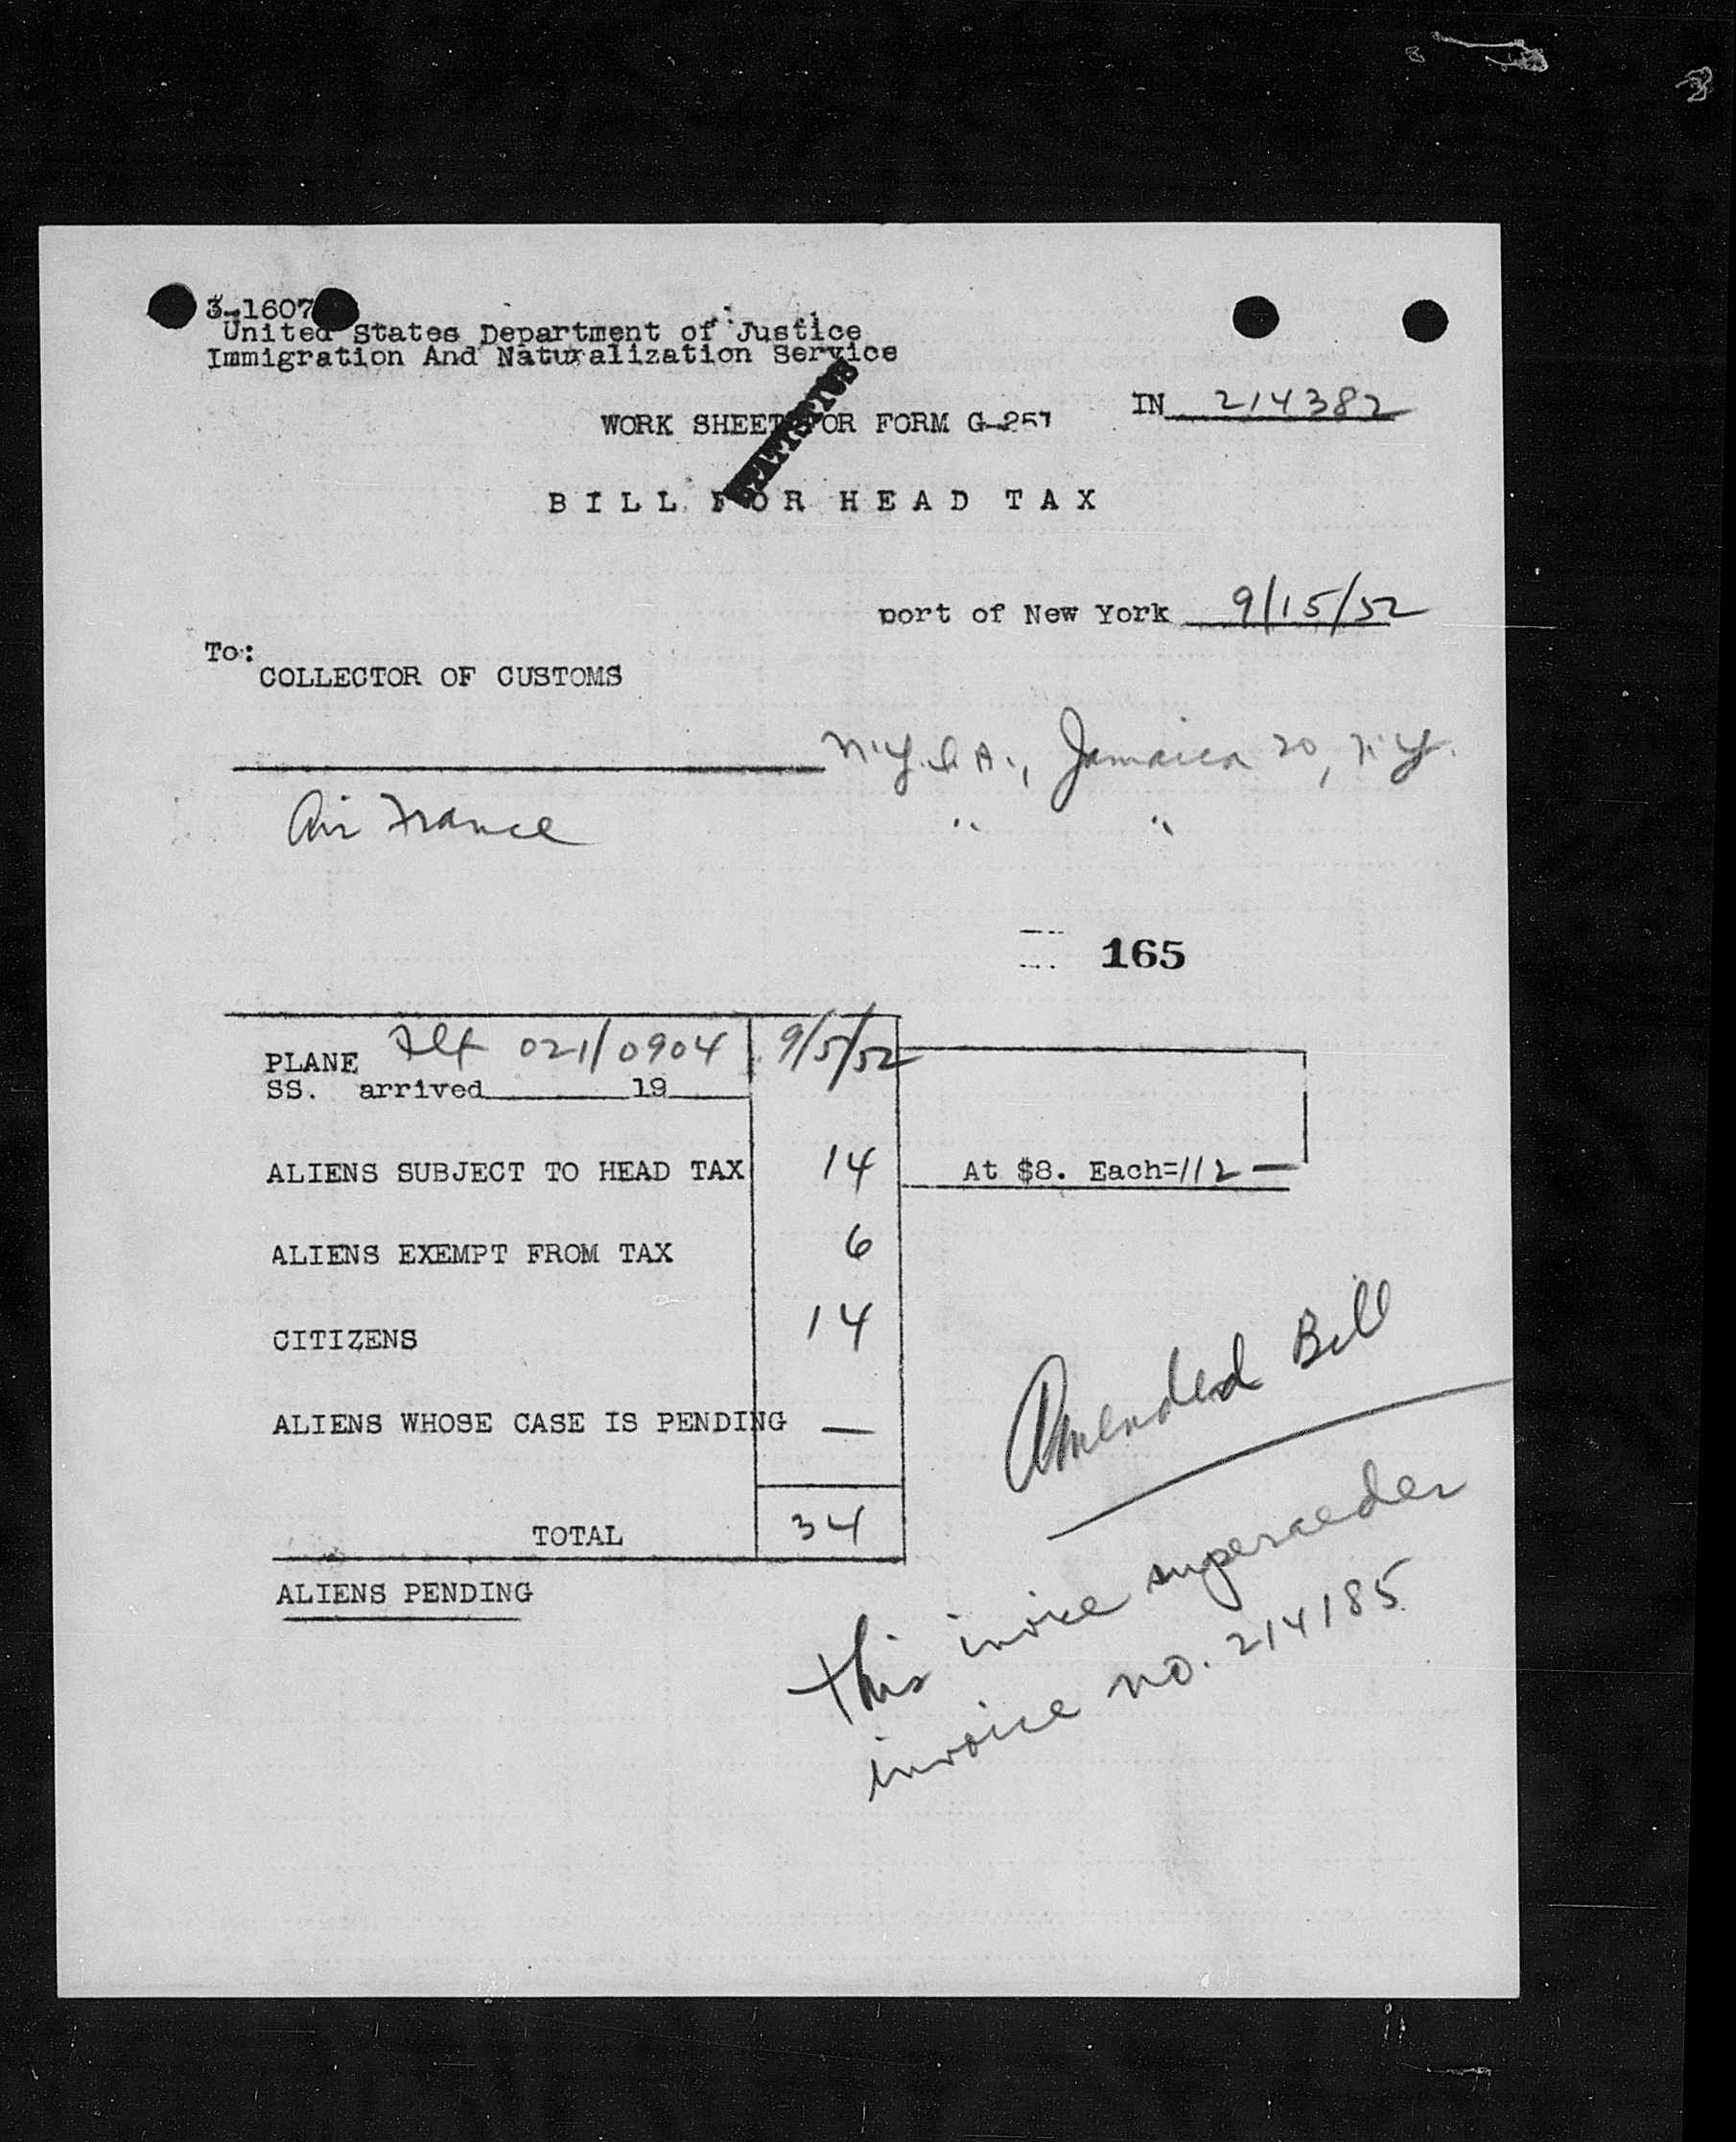 3-1607
United States Department of Justice
Immigration And Naturalization Service
STATISTICS
WORK SHEET FOR FORM G-257
IN 214382
BILL FOR HEAD TAX
port of New York 9/15/52
To:
COLLECTOR OF CUSTOMS
N.Y.I.A., Jamaica 20, N.Y.
Air France " "
165
PLANE Flt 021/0904 9/5/52
SS. arrived 19
ALIENS SUBJECT TO HEAD TAX 14 At $8. Each=112 —
ALIENS EXEMPT FROM TAX 6
CITIZENS 14
ALIENS WHOSE CASE IS PENDING —
TOTAL 34
ALIENS PENDING
Amended Bill
This invoice supersedes
invoice no. 214185